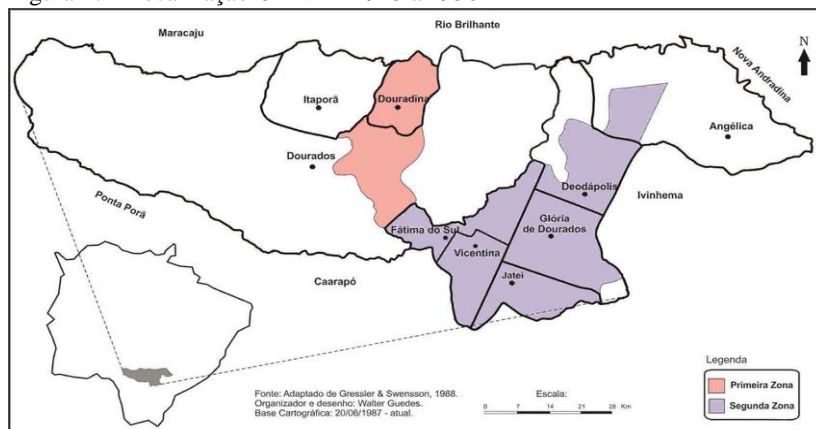 Maracaju
Rio Brilhante
Nova Andradina
N
Itaporã
Douradina
Angélica
Dourados
Deodápolis
Ivinhema
Ponta Porã
Glória
de Dourados
Fátima do Sul
Vicentina
Caarapó
Jateí
Legenda
Primeira Zona
Segunda Zona
Fonte: Adaptado de Gressler & Swensson, 1988.
Organizador e desenho: Walter Guedes.
Base Cartográfica: 20/06/1987 - atual.
Escala:
0 7 14 21 28 Km